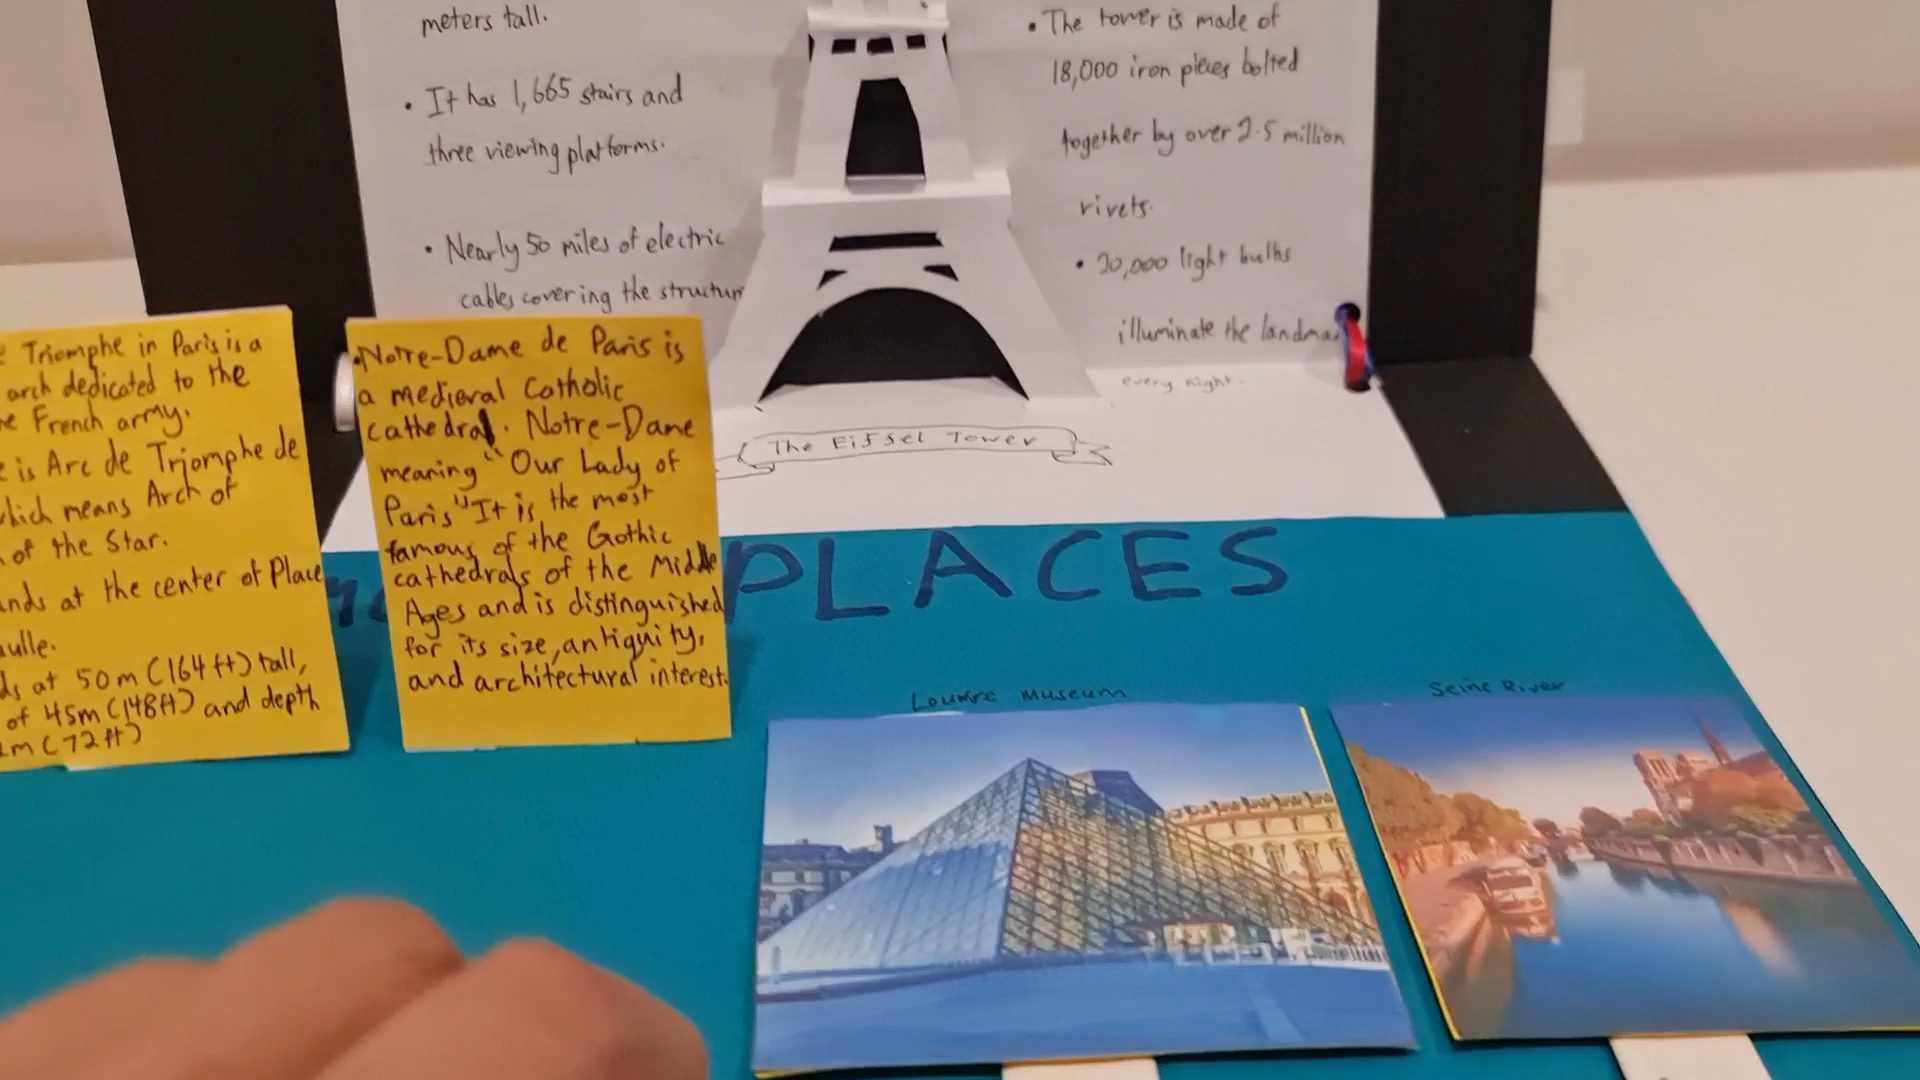 meters tall.
• It has 1,665 stairs and
three viewing platforms.
• Nearly 50 miles of electric
cables covering the structur
• The tower is made of
18,000 iron pieces bolted
together by over 2.5 million
rivets.
• 20,000 light bulbs
illuminate the landmar
every night.
The Eiffel Tower
Triomphe in Paris is a
arch dedicated to the
French army.
is Arc de Triomphe de
which means Arch of
of the Star.
at the center of Place
at 50m (164 ft) tall,
of 45m (148ft) and depth
(72 ft)
• Notre-Dame de Paris is
a medieval Catholic
cathedral. Notre-Dame
meaning "Our Lady of
Paris" It is the most
famous of the Gothic
cathedrals of the Middle
Ages and is distinguished
for its size, antiquity,
and architectural interest.
PLACES
Louvre Museum
Seine River